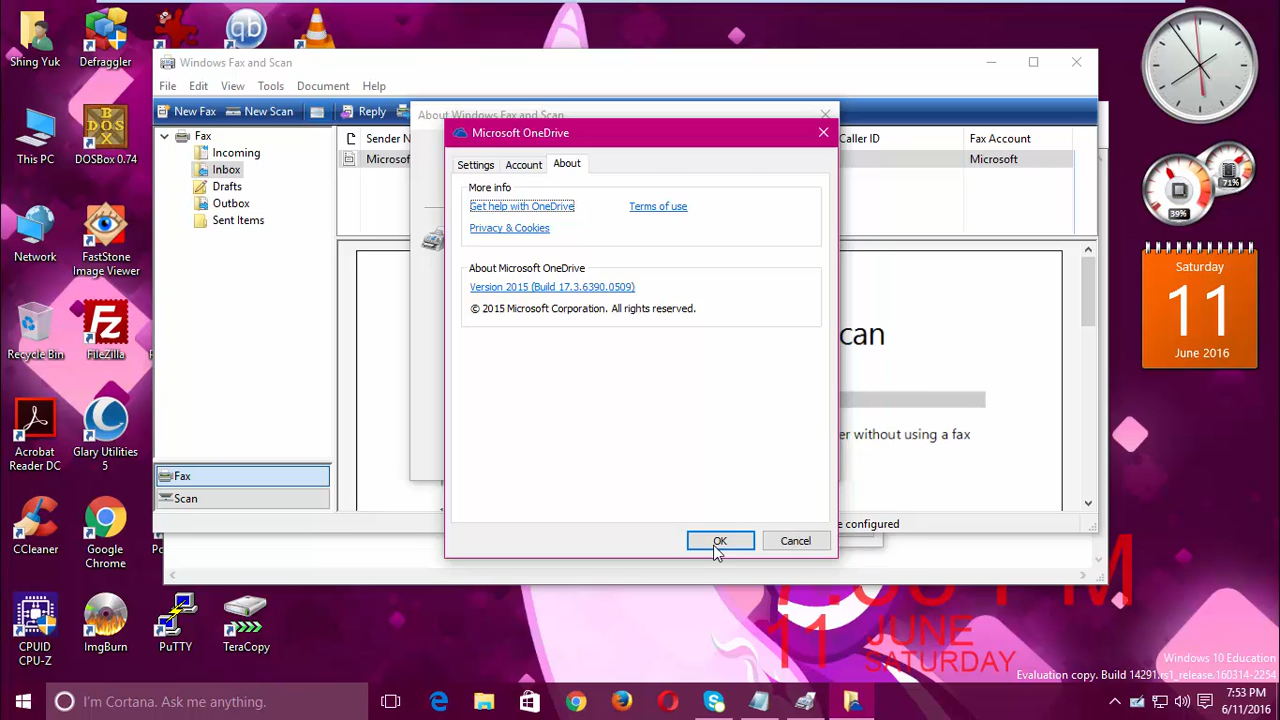 Shing Yuk
Defraggler
This PC
DOSBox 0.74
Network
FastStone
Image Viewer
Recycle Bin
FileZilla
Acrobat
Reader DC
Glary Utilities
5
CCleaner
Google
Chrome
CPUID
CPU-Z
ImgBurn
PuTTY
TeraCopy
qb
Windows Fax and Scan
File Edit View Tools Document Help
New Fax New Scan Reply
Fax
Incoming
Inbox
Drafts
Outbox
Sent Items
Fax
Scan
Sender N
Caller ID
Fax Account
Microsof
Microsoft
can
er without using a fax
e configured
About Windows Fax and Scan
Microsoft OneDrive
Settings Account About
More info
Get help with OneDrive Terms of use
Privacy & Cookies
About Microsoft OneDrive
Version 2015 (Build 17.3.6390.0509)
© 2015 Microsoft Corporation. All rights reserved.
OK Cancel
39%
71%
Saturday
11
June 2016
11 JUNE
SATURDAY
Windows 10 Education
Evaluation copy. Build 14291.rs1_release.160314-2254
I'm Cortana. Ask me anything.
7:53 PM
6/11/2016